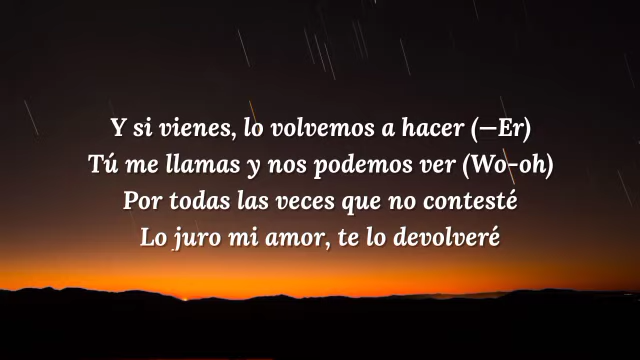 Y si vienes, lo volvemos a hacer (—Er)
Tú me llamas y nos podemos ver (Wo-oh)
Por todas las veces que no contesté
Lo juro mi amor, te lo devolveré